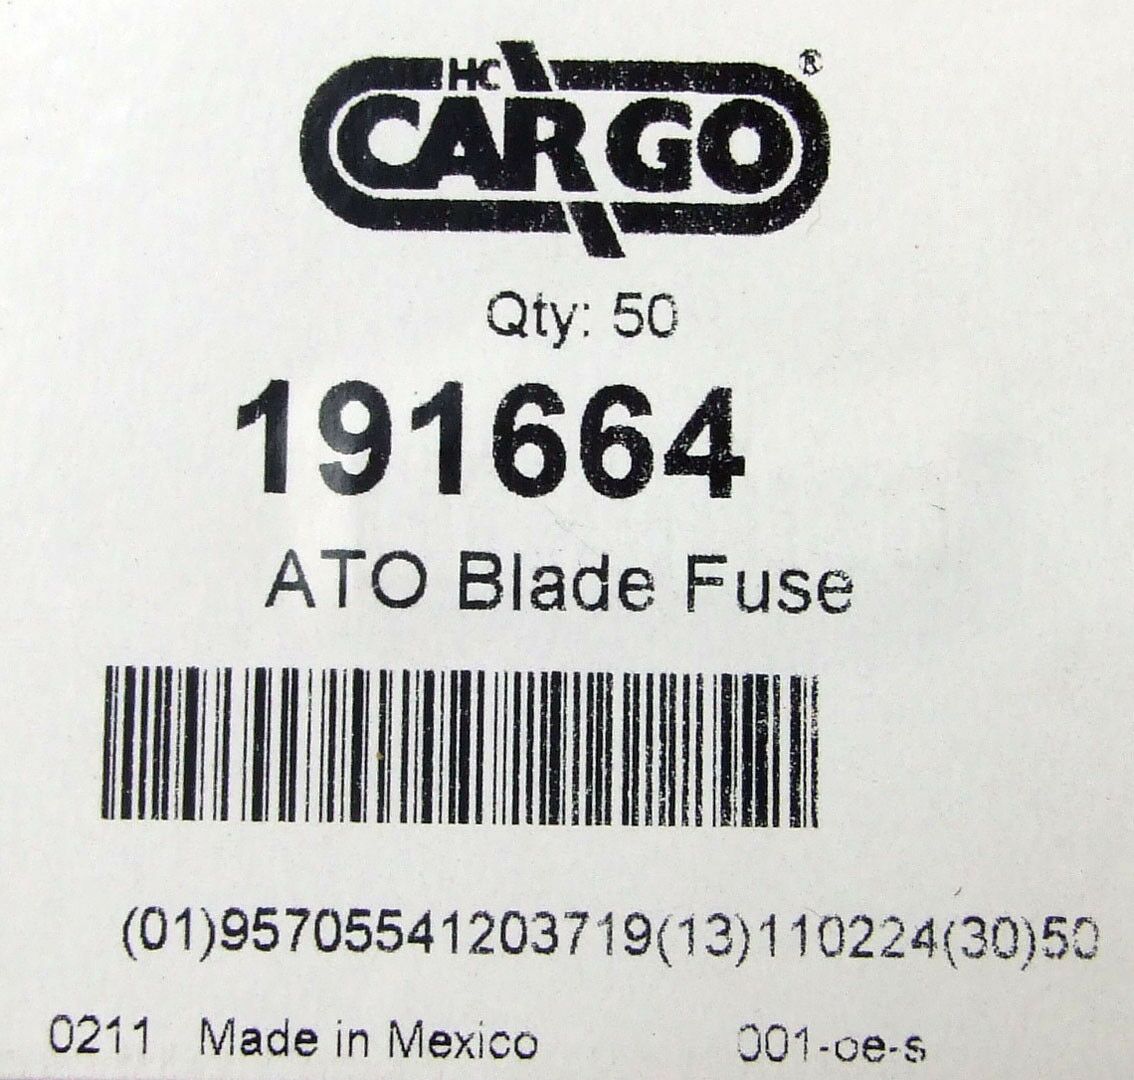 HC
CARGO®
Qty: 50
191664
ATO Blade Fuse
(01)95705541203719(13)110224(30)50
0211 Made in Mexico 001-oe-s